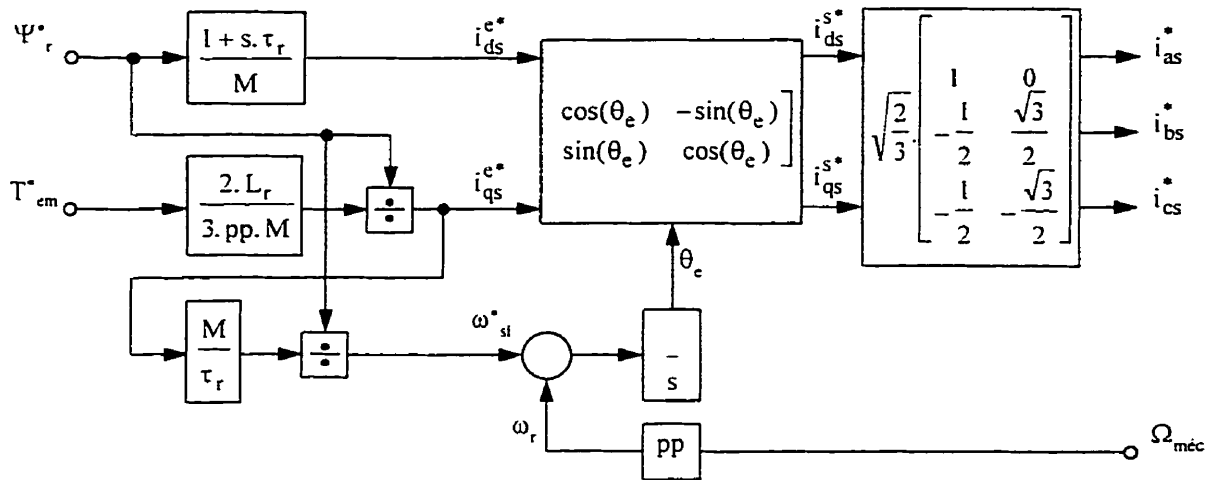 Ψ*r
1 + s. τr
M
i e* ds
i s* ds
i* as
cos(θe) −sin(θe)
sin(θe) cos(θe)
√2/3 .
1 0
−1/2 √3/2
−1/2 −√3/2
i* bs
T*em
2. Lr
3. pp. M
÷
i e* qs
i s* qs
i* cs
θe
M
τr
÷
ω*sl
−
s
ωr
pp
Ωméc